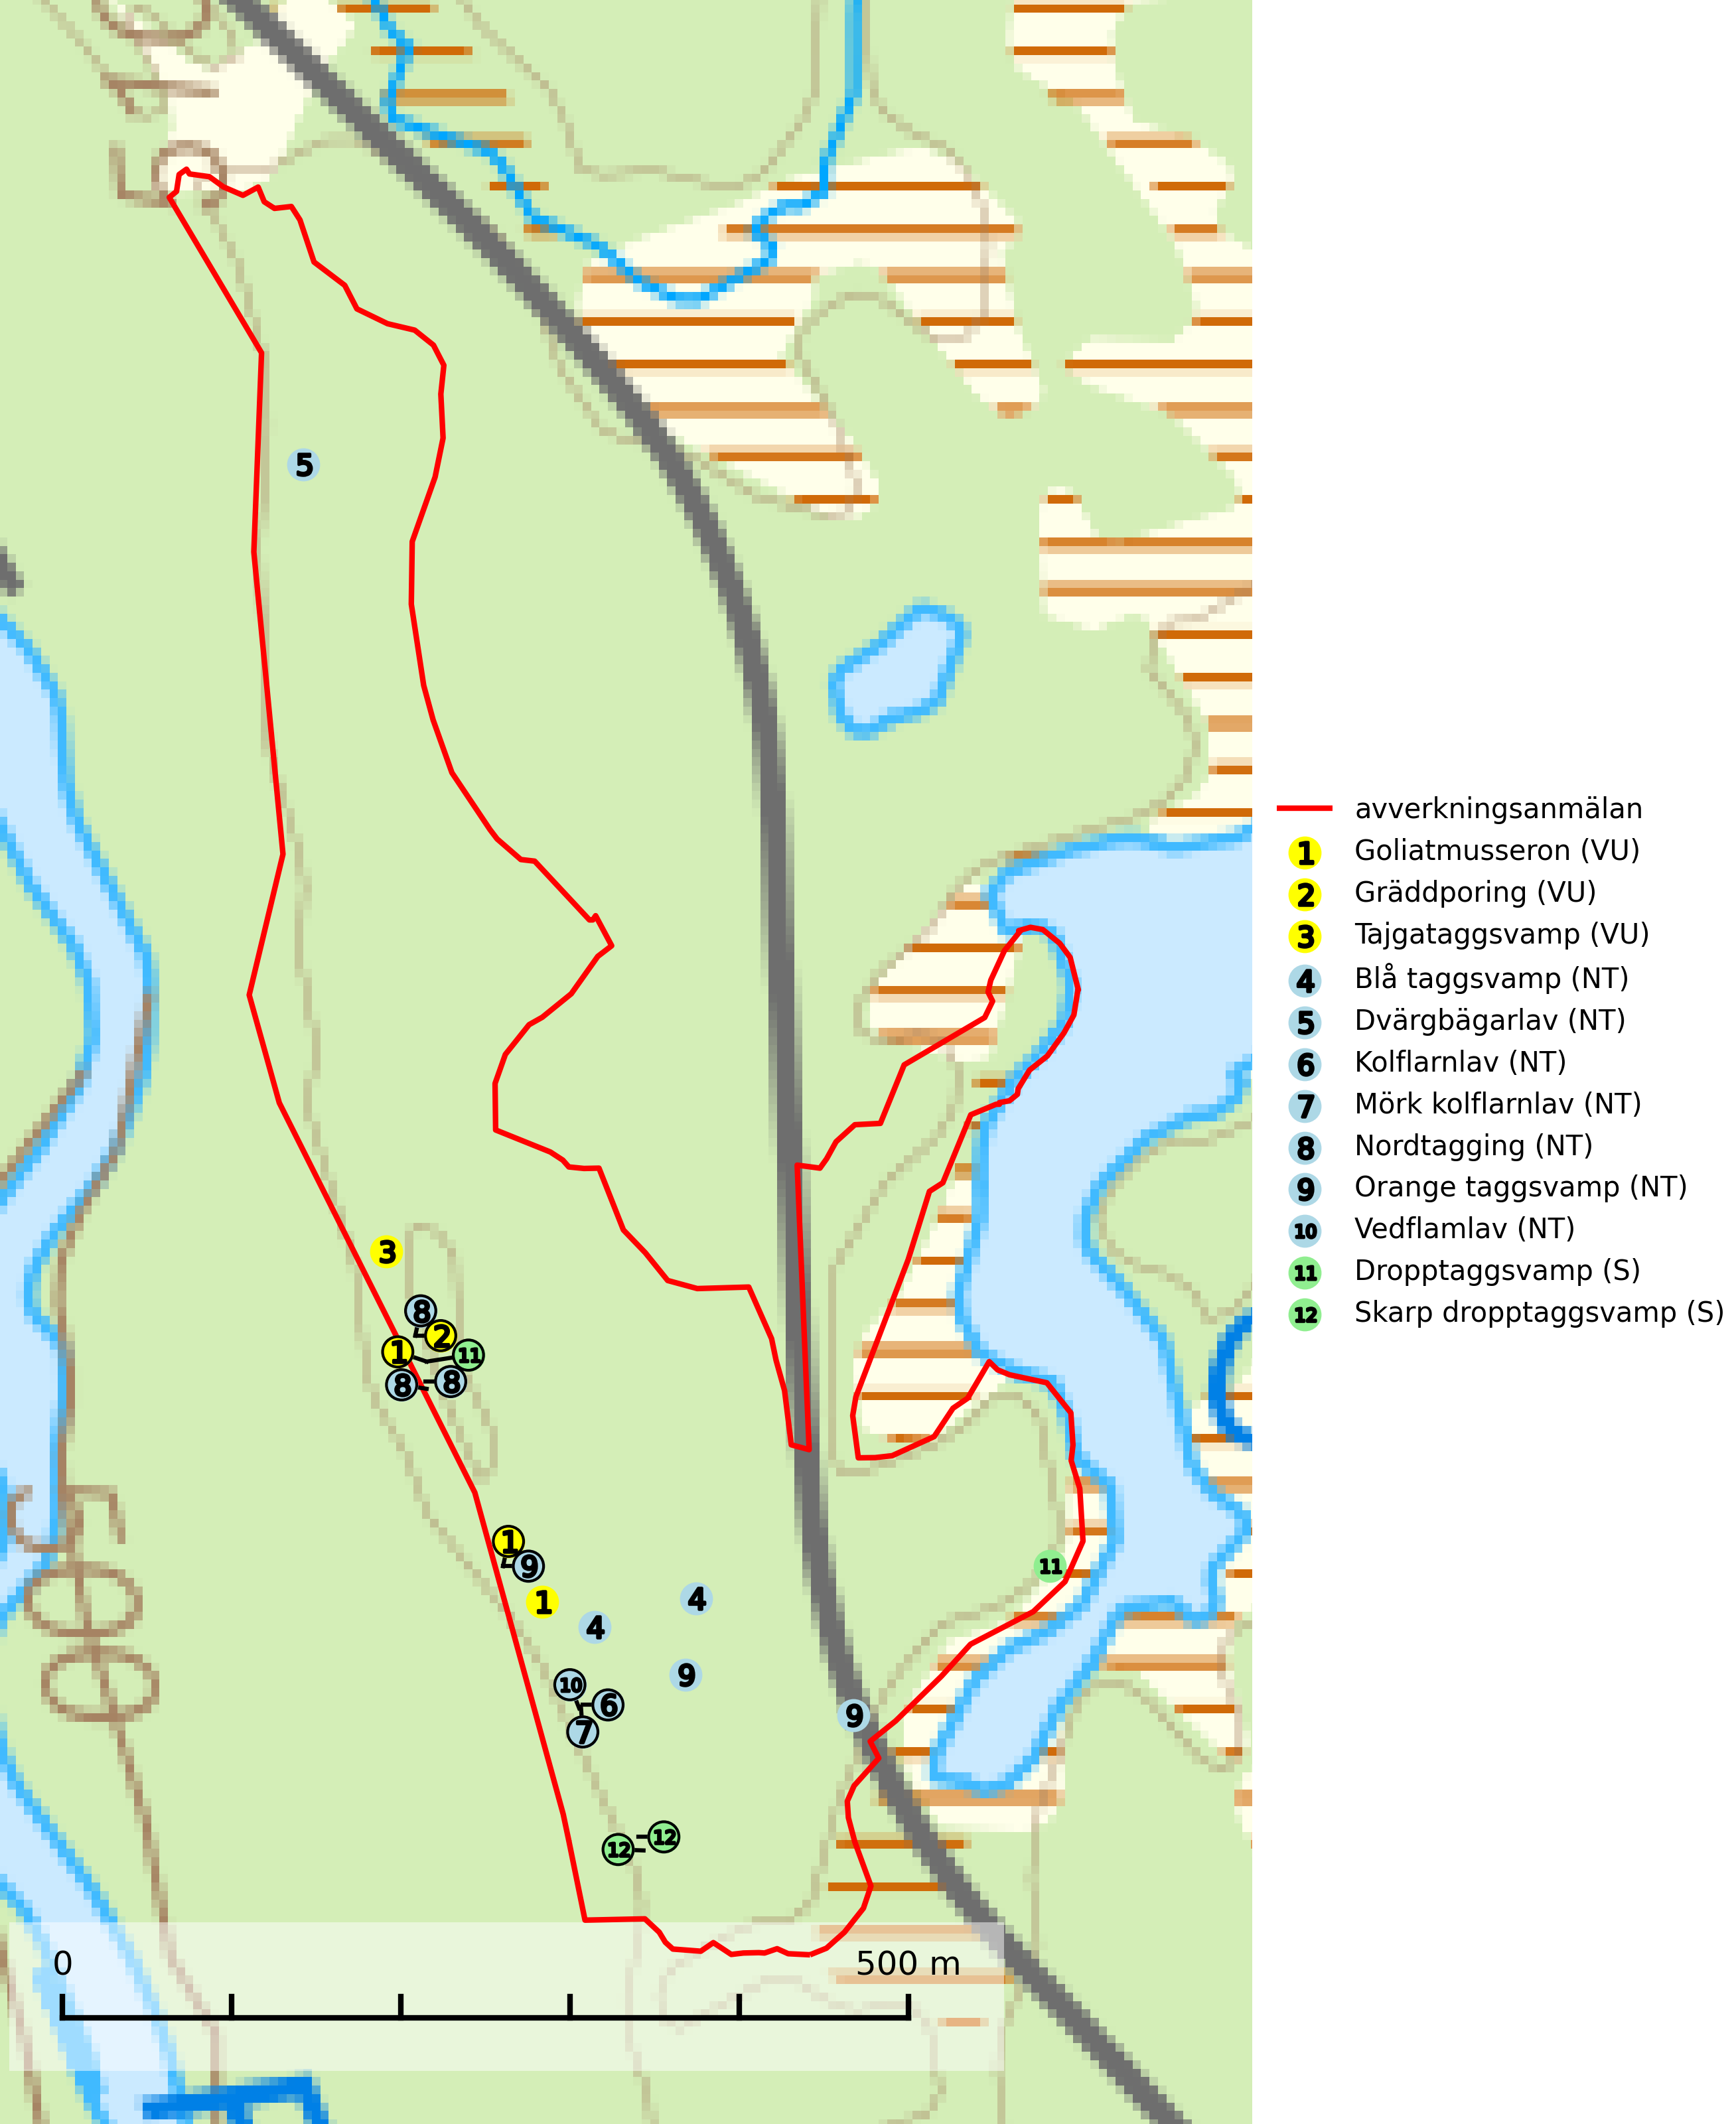 5
3
8
2
1
11
8
8
1
9
11
1
4
4
9
10
6
7
9
12
12
500
0
500 m
avverkningsanmälan
1 Goliatmusseron (VU)
2 Gräddporing (VU)
3 Tajgataggsvamp (VU)
4 Blå taggsvamp (NT)
5 Dvärgbägarlav (NT)
6 Kolflarnlav (NT)
7 Mörk kolflarnlav (NT)
8 Nordtagging (NT)
9 Orange taggsvamp (NT)
10 Vedflamlav (NT)
11 Dropptaggsvamp (S)
12 Skarp dropptaggsvamp (S)